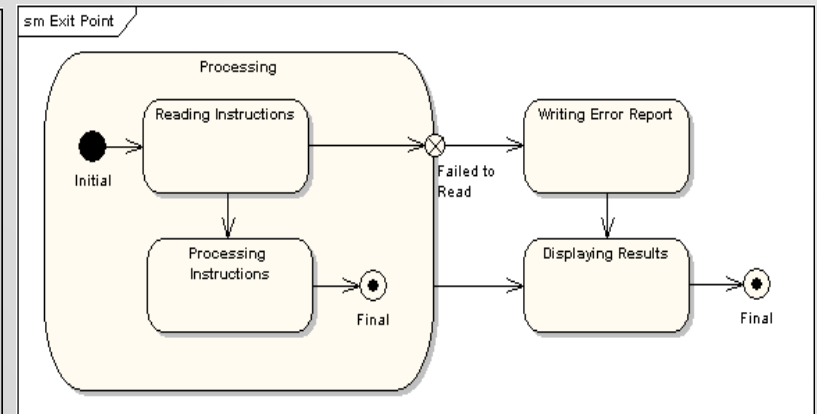 sm Exit Point
Processing
Reading Instructions
Writing Error Report
Initial
Failed to
Read
Processing
Instructions
Displaying Results
Final
Final